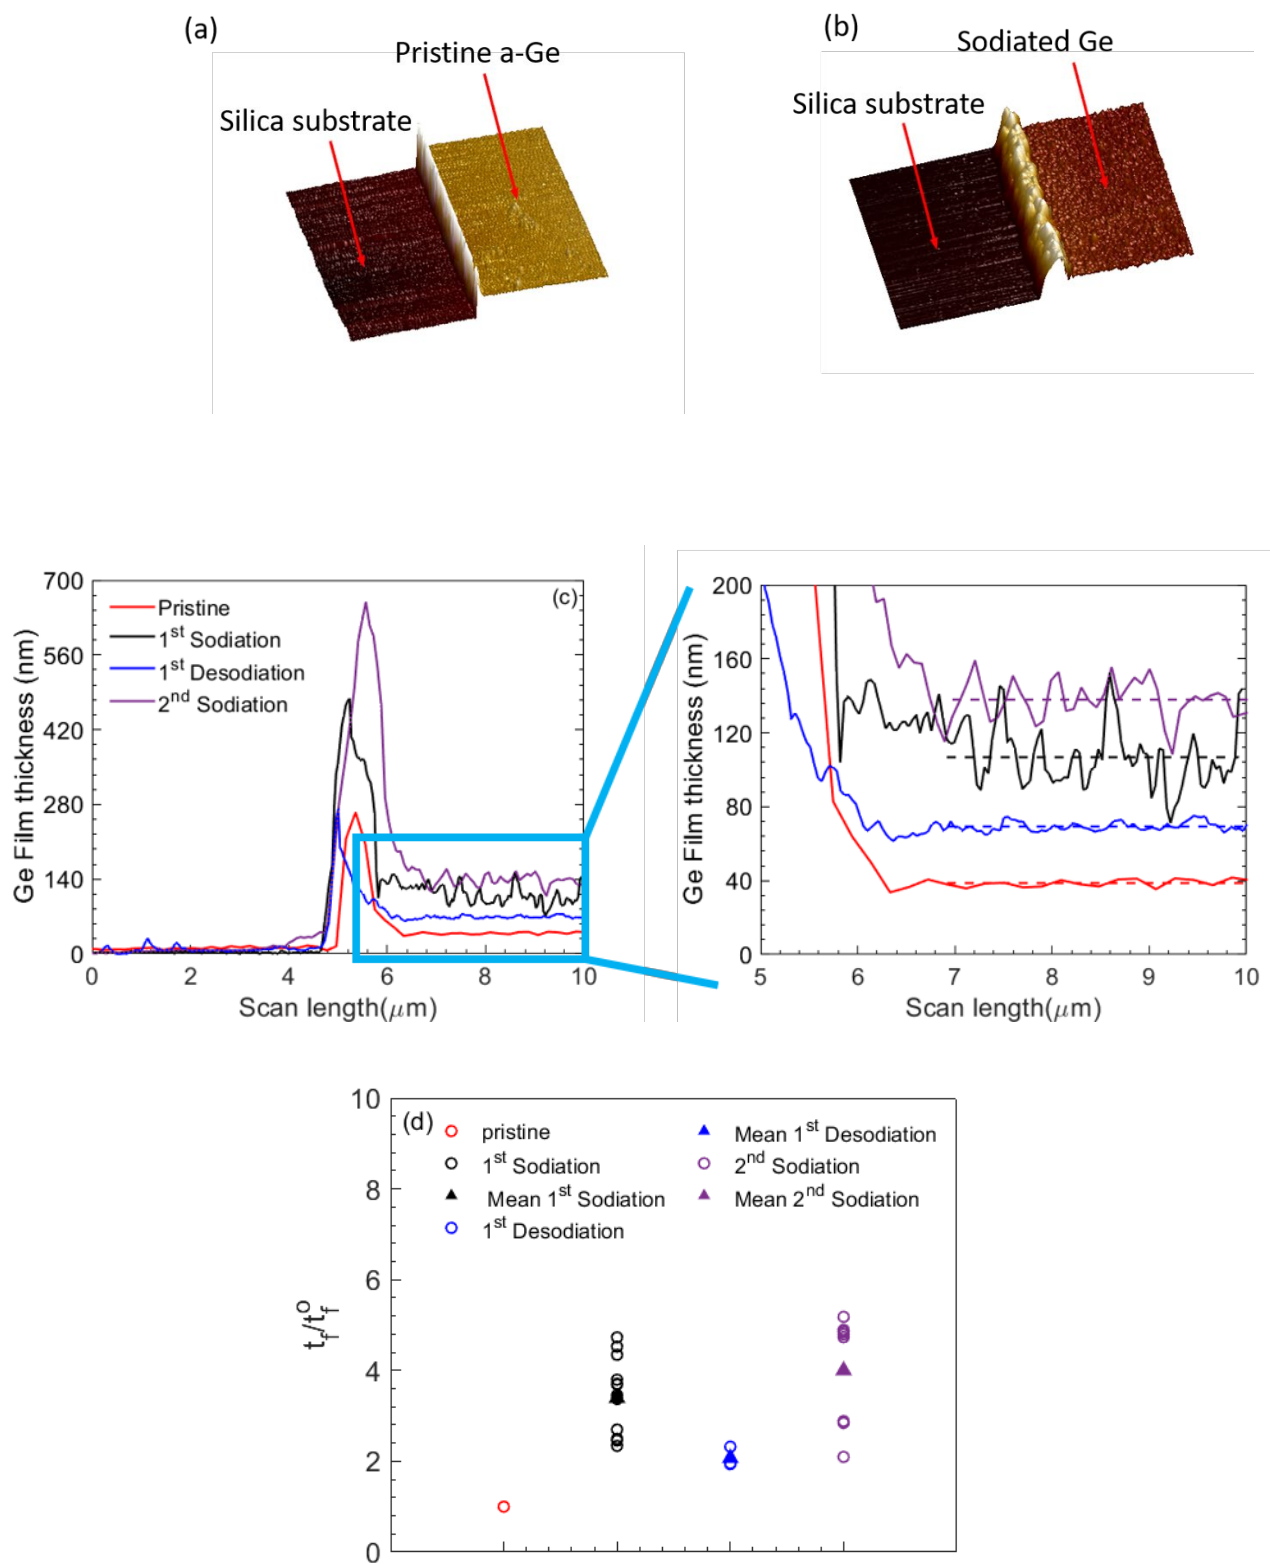 (a)
(b)
Pristine a-Ge
Silica substrate
Sodiated Ge
Silica substrate
(c)
700
560
420
280
140
0
Ge Film thickness (nm)
Pristine
1st Sodiation
1st Desodiation
2nd Sodiation
0 2 4 6 8 10
Scan length(μm)
200
160
120
80
40
0
Ge Film thickness (nm)
5 6 7 8 9 10
Scan length(μm)
(d)
10
8
6
4
2
0
tf/tfo
pristine
1st Sodiation
Mean 1st Sodiation
1st Desodiation
Mean 1st Desodiation
2nd Sodiation
Mean 2nd Sodiation